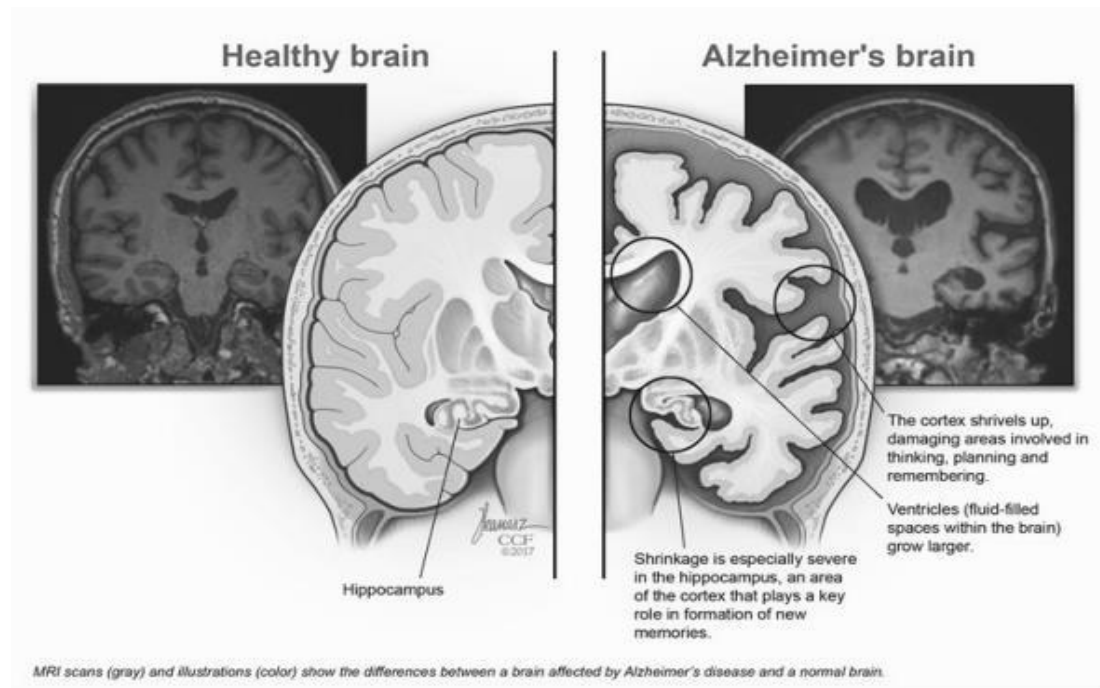 Healthy brain
Alzheimer's brain
The cortex shrivels up,
damaging areas involved in
thinking, planning and
remembering.
Ventricles (fluid-filled
spaces within the brain)
grow larger.
CCF
©2017
Hippocampus
Shrinkage is especially severe
in the hippocampus, an area
of the cortex that plays a key
role in formation of new
memories.
MRI scans (gray) and illustrations (color) show the differences between a brain affected by Alzheimer's disease and a normal brain.